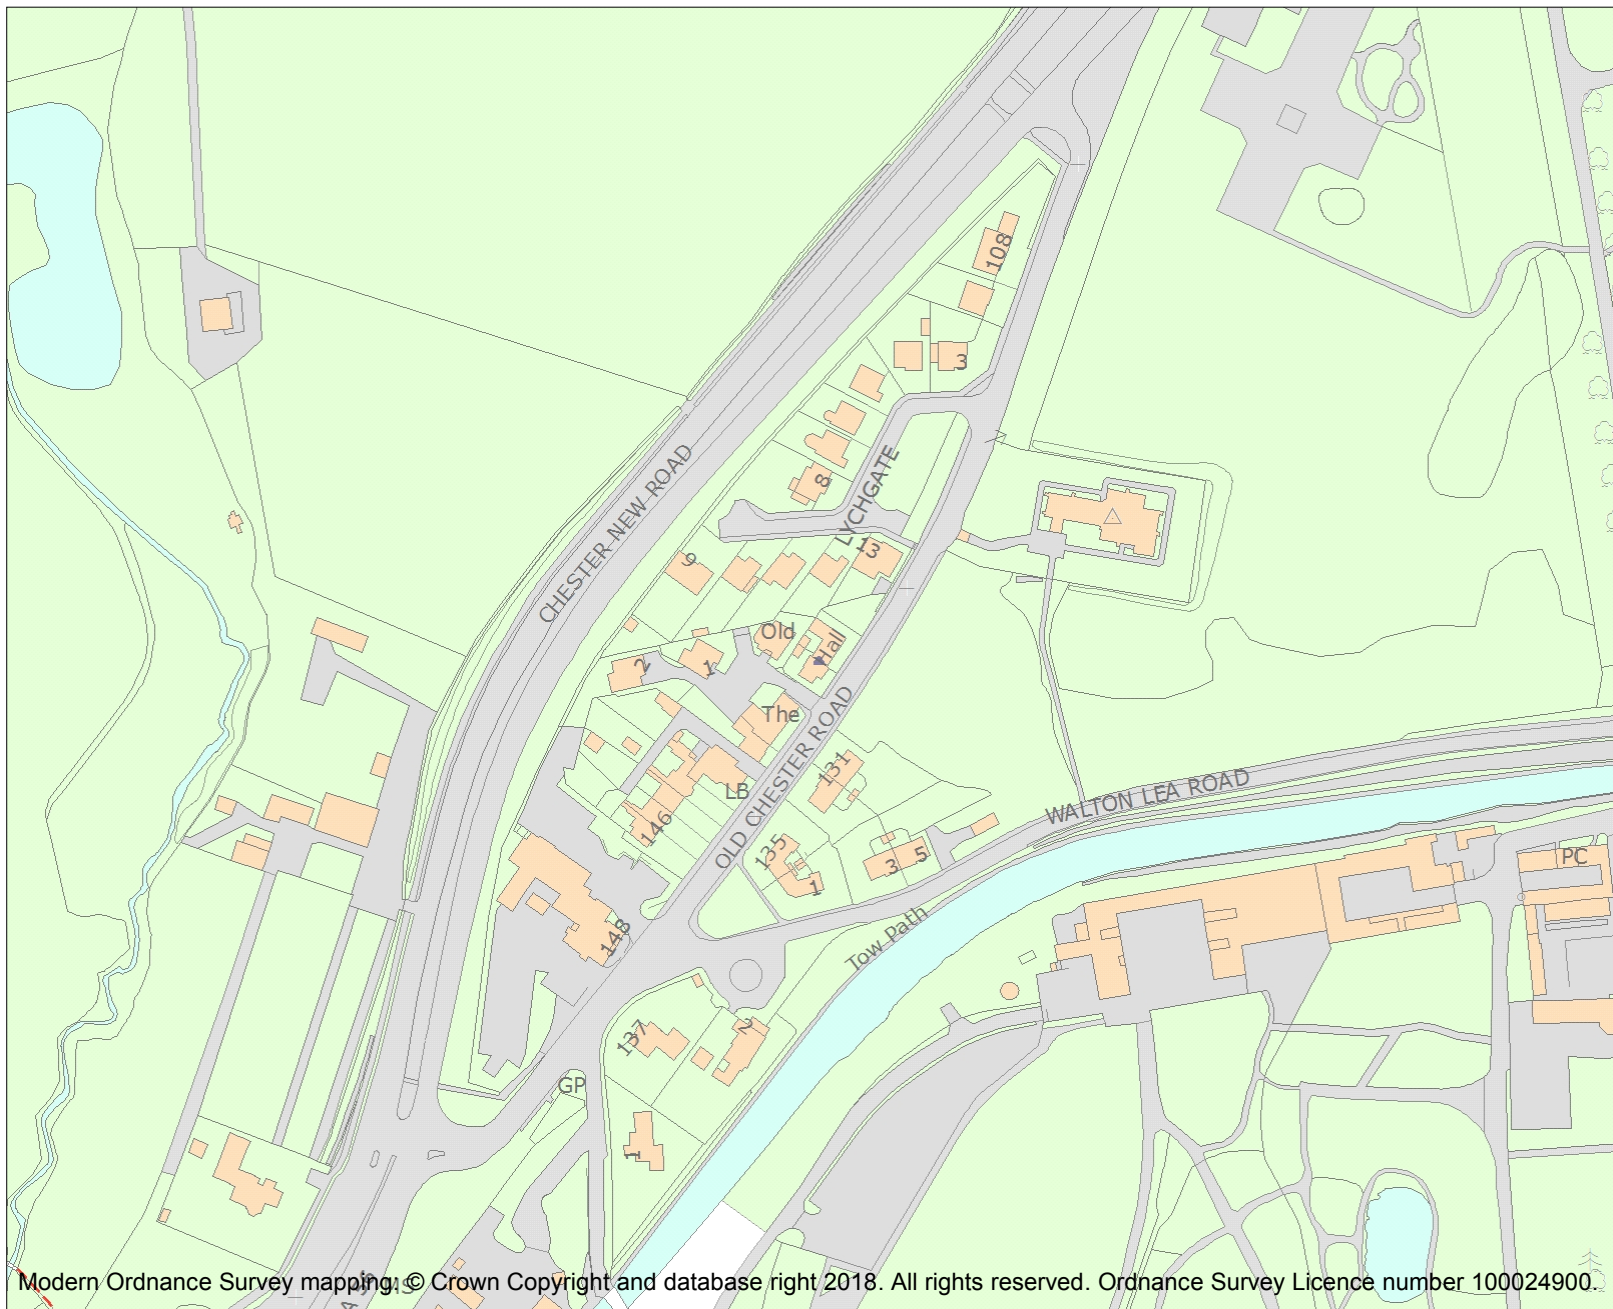 108
3
CHESTER NEW ROAD
LYCHGATE
8
9
13
Old
Hall
2
1
The
131
LB
OLD CHESTER ROAD
WALTON LEA ROAD
146
135
1
3
5
PC
148
Tow Path
137
2
GP
1
MS
Modern Ordnance Survey mapping: © Crown Copyright and database right 2018. All rights reserved. Ordnance Survey Licence number 100024900.